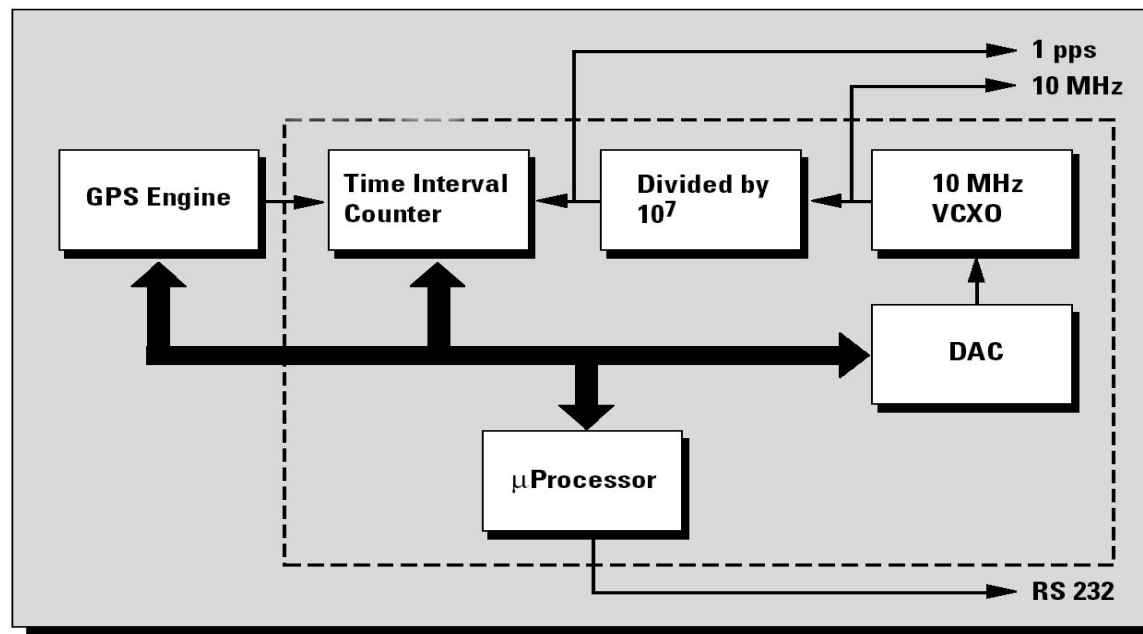 1 pps
10 MHz
GPS Engine
Time Interval
Counter
Divided by
10⁷
10 MHz
VCXO
DAC
μProcessor
RS 232